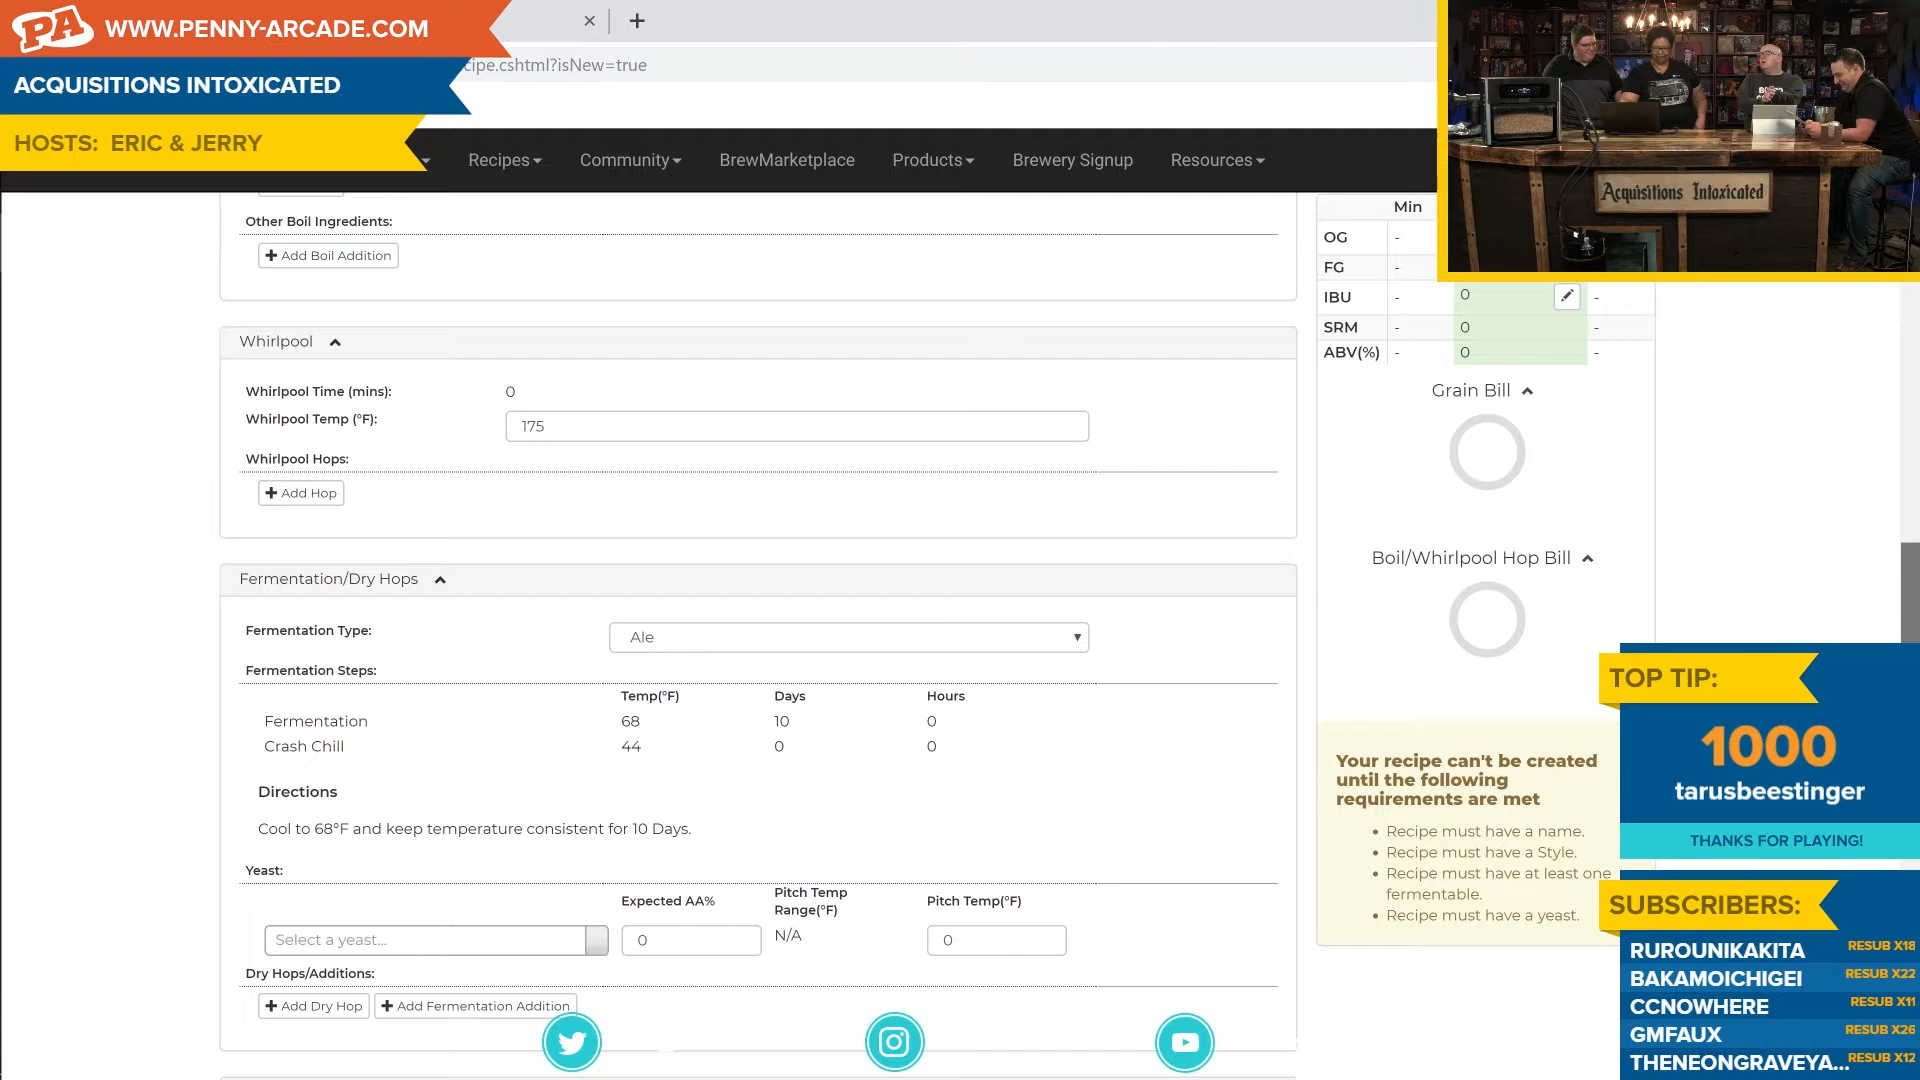 PA WWW.PENNY-ARCADE.COM
ACQUISITIONS INTOXICATED
HOSTS: ERIC & JERRY
cipe.cshtml?isNew=true
Recipes
Community
BrewMarketplace
Products
Brewery Signup
Resources
Acquisitions Intoxicated
Other Boil Ingredients:
Add Boil Addition
Whirlpool
Whirlpool Time (mins): 0
Whirlpool Temp (°F): 175
Whirlpool Hops:
Add Hop
Fermentation/Dry Hops
Fermentation Type: Ale
Fermentation Steps:
Temp(°F) Days Hours
Fermentation 68 10 0
Crash Chill 44 0 0
Directions
Cool to 68°F and keep temperature consistent for 10 Days.
Yeast:
Expected AA% Pitch Temp Range(°F) Pitch Temp(°F)
Select a yeast... 0 N/A 0
Dry Hops/Additions:
Add Dry Hop
Add Fermentation Addition
Min
OG -
FG -
IBU - 0 -
SRM - 0 -
ABV(%) - 0 -
Grain Bill
Boil/Whirlpool Hop Bill
Your recipe can't be created
until the following
requirements are met
Recipe must have a name.
Recipe must have a Style.
Recipe must have at least one
fermentable.
Recipe must have a yeast.
TOP TIP:
1000
tarusbeestinger
THANKS FOR PLAYING!
SUBSCRIBERS:
RUROUNIKAKITA RESUB X18
BAKAMOICHIGEI RESUB X22
CCNOWHERE RESUB X11
GMFAUX RESUB X26
THENEONGRAVEYA... RESUB X12